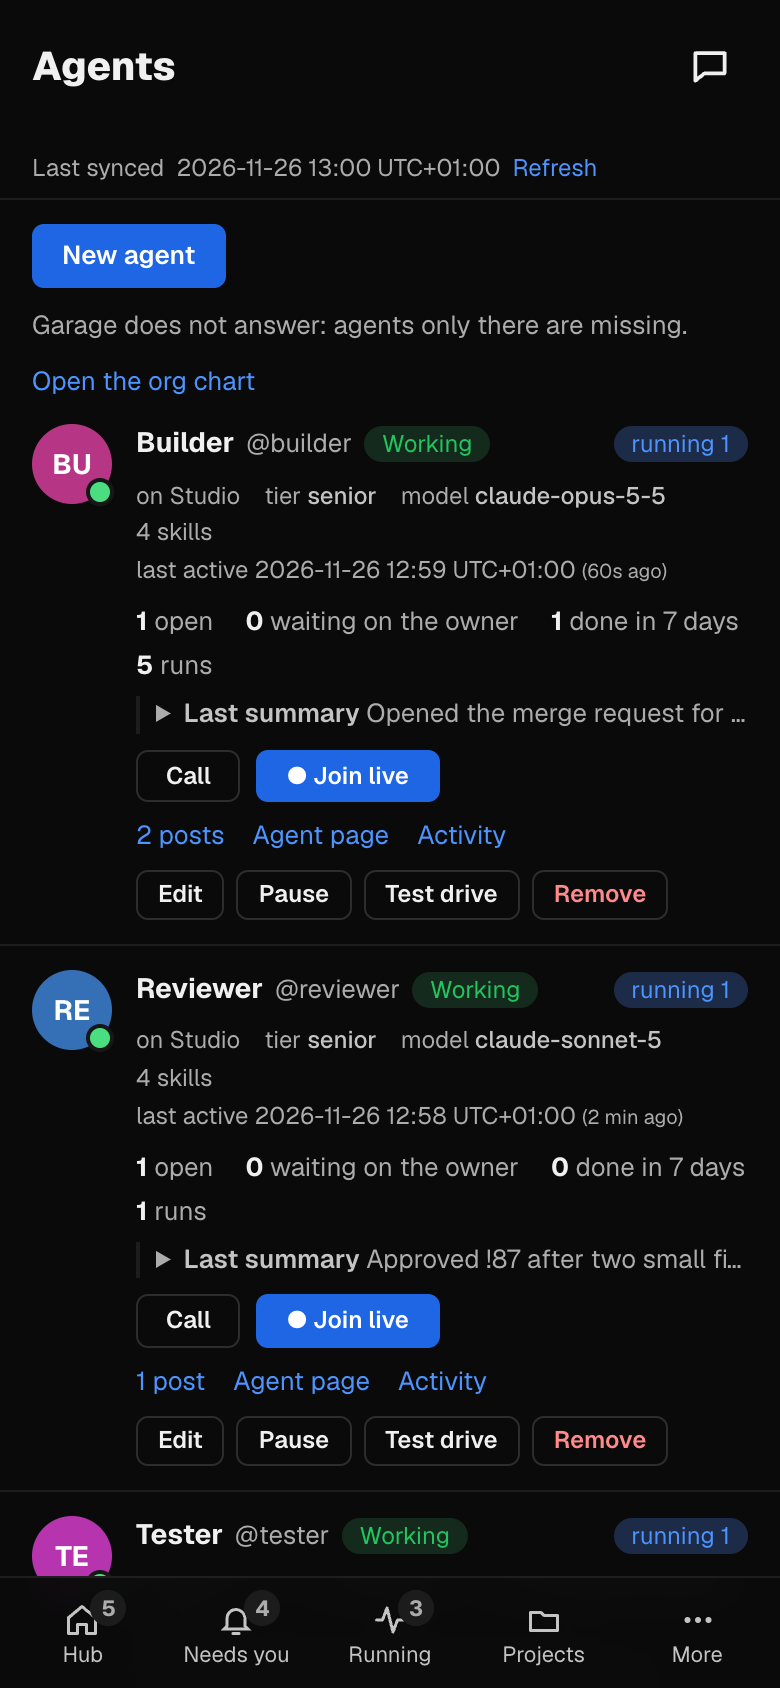 Agents
Last synced 2026-11-26 13:00 UTC+01:00 Refresh
New agent
Garage does not answer: agents only there are missing.
Open the org chart
BU Builder @builder Working running 1
on Studio tier senior model claude-opus-5-5
4 skills
last active 2026-11-26 12:59 UTC+01:00 (60s ago)
1 open 0 waiting on the owner 1 done in 7 days
5 runs
▶ Last summary Opened the merge request for ...
Call Join live
2 posts Agent page Activity
Edit Pause Test drive Remove
RE Reviewer @reviewer Working running 1
on Studio tier senior model claude-sonnet-5
4 skills
last active 2026-11-26 12:58 UTC+01:00 (2 min ago)
1 open 0 waiting on the owner 0 done in 7 days
1 runs
▶ Last summary Approved !87 after two small fi...
Call Join live
1 post Agent page Activity
Edit Pause Test drive Remove
TE Tester @tester Working running 1
5 4 3
Hub Needs you Running Projects More